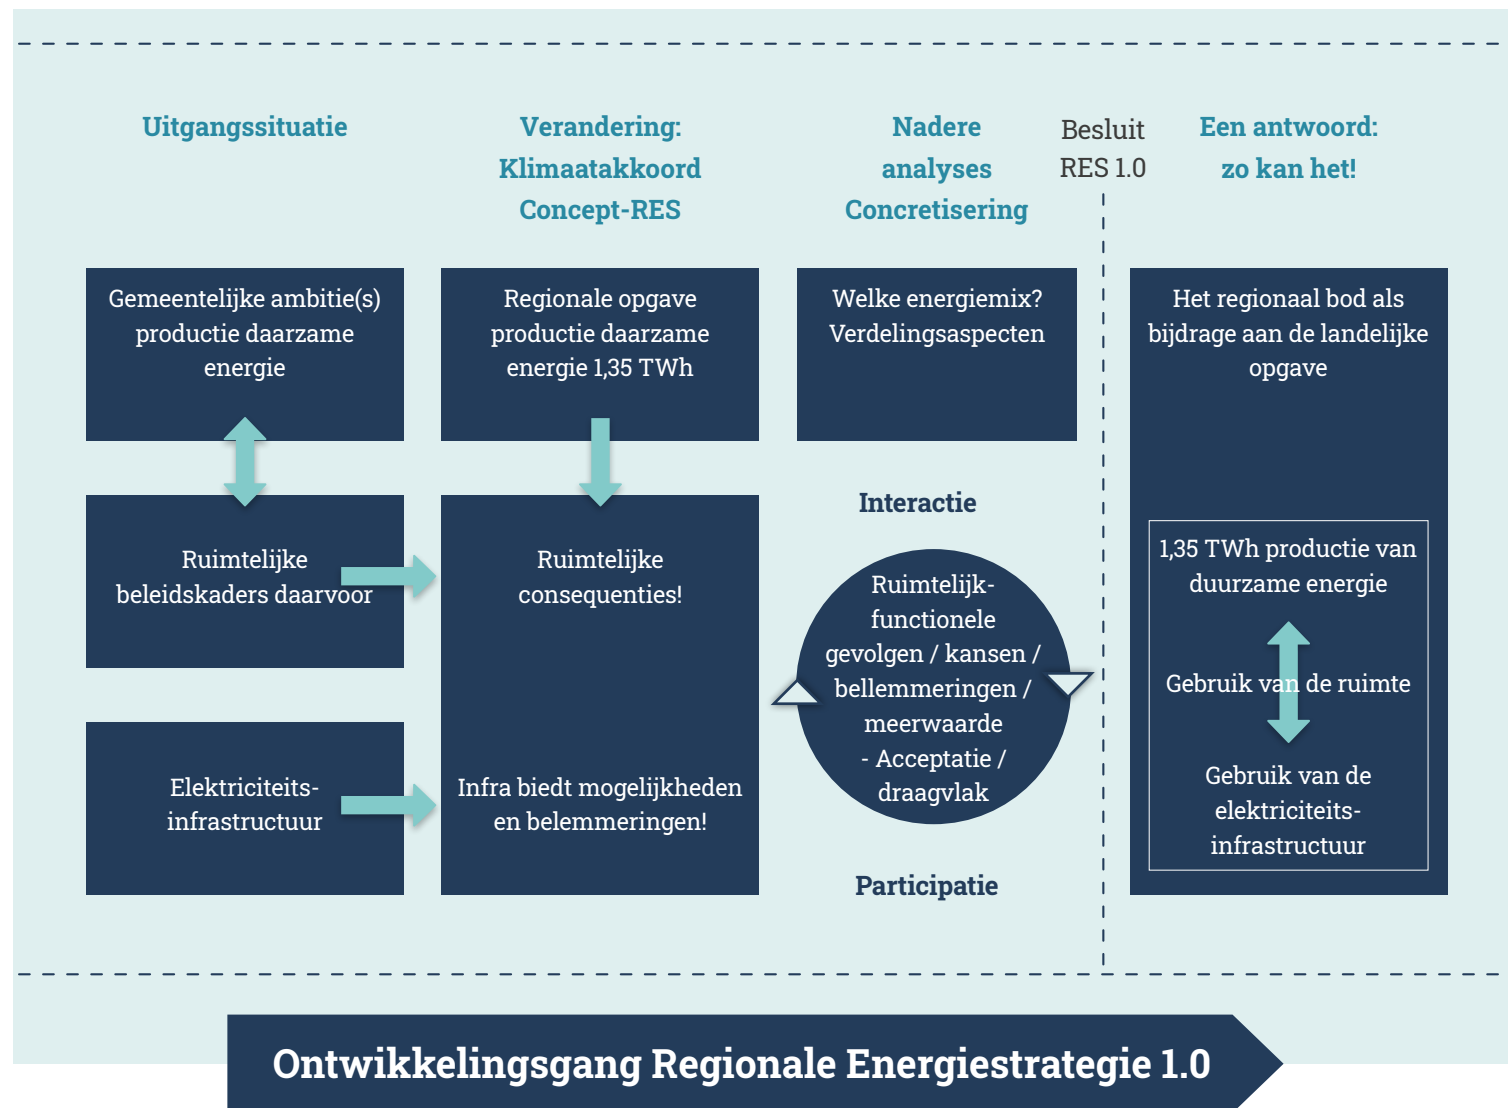 Uitgangssituatie
Verandering:
Klimaatakkoord
Concept-RES
Nadere
analyses
Concretisering
Besluit
RES 1.0
Een antwoord:
zo kan het!
Gemeentelijke ambitie(s)
productie daarzame
energie
Ruimtelijke
beleidskaders daarvoor
Elektriciteits-
infrastructuur
Regionale opgave
productie daarzame
energie 1,35 TWh
Ruimtelijke
consequenties!
Infra biedt mogelijkheden
en belemmeringen!
Welke energiemix?
Verdelingsaspecten
Interactie
Ruimtelijk-
functionele
gevolgen / kansen /
bellemmeringen /
meerwaarde
- Acceptatie /
draagvlak
Participatie
Het regionaal bod als
bijdrage aan de landelijke
opgave
1,35 TWh productie van
duurzame energie
Gebruik van de ruimte
Gebruik van de
elektriciteits-
infrastructuur
Ontwikkelingsgang Regionale Energiestrategie 1.0